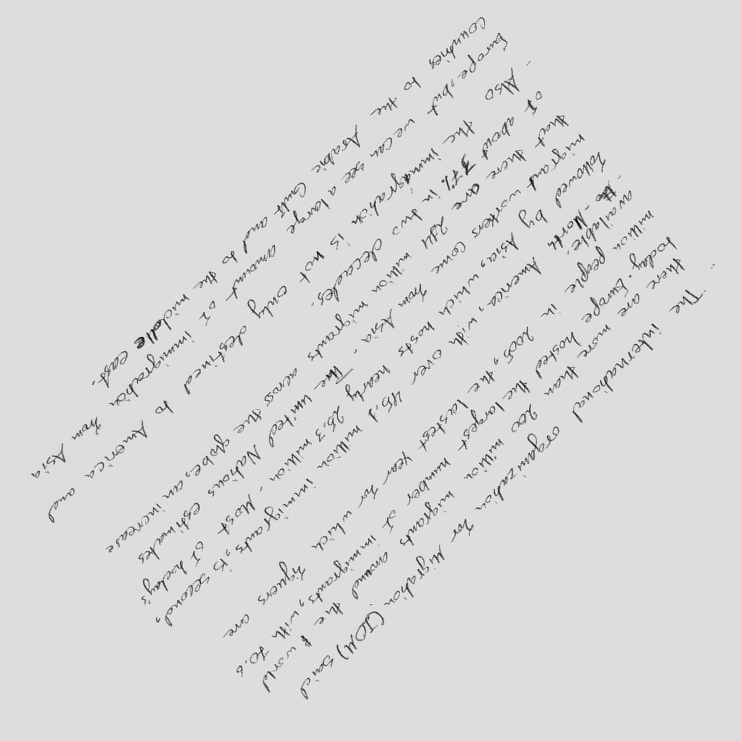 The international organization for Migration (IOM) said
there are more than 200 million migrants around the world
today. Europe hosted the largest number of immigrants, with 70.6
million people in 2005, the lastest year for which figuers are
available.
- North America, with over 45.1 million immigrants, is second,
followed by Asia, which hosts nearly 25.3 million. Most of today's
migrant workers come from Asia. The United Nations estimates
that there are 214 million migrants across the globe, an increase
of about 37% in two decades.
- Also the immigration is not only destined to America and
Europe, but we can see a large amount of immigration from Asia
Countries to the Arabic Gulf and to the middle east.